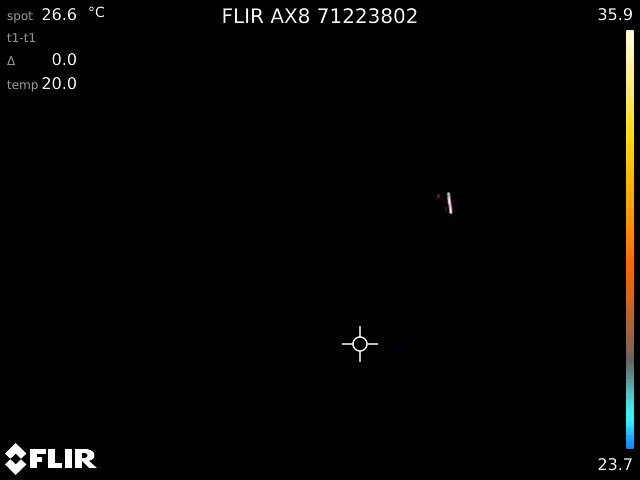 spot 26.6 °C
FLIR AX8 71223802
35.9
t1-t1
Δ 0.0
temp 20.0
23.7
FLIR